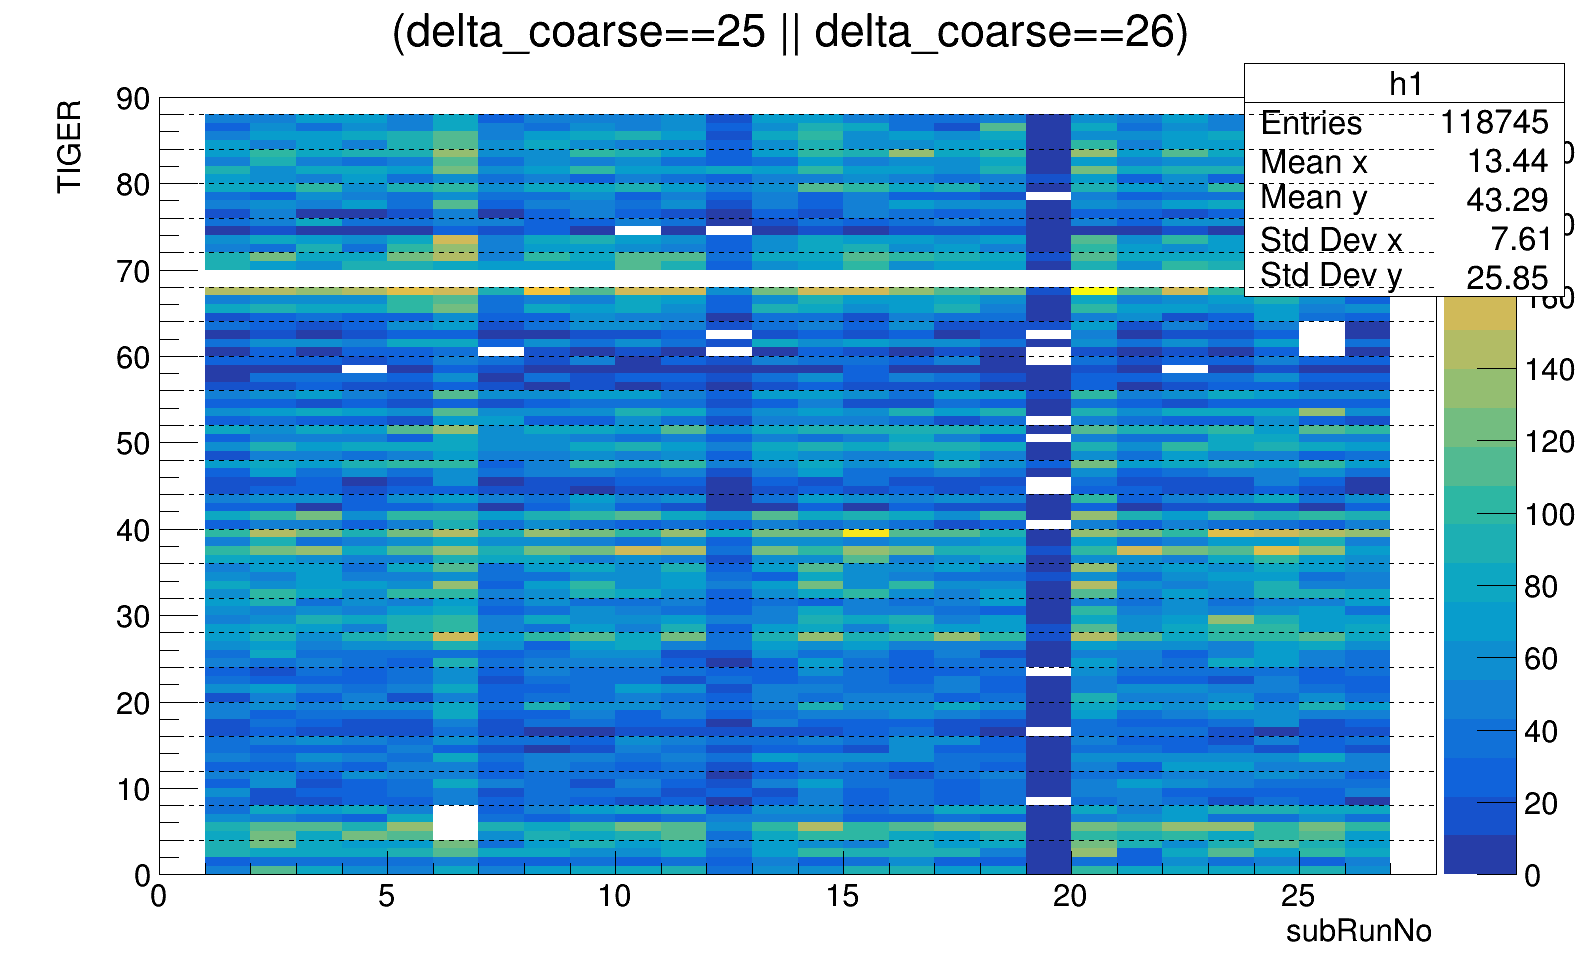 (delta_coarse==25 || delta_coarse==26)
h1
Entries 118745
Mean x 13.44
Mean y 43.29
Std Dev x 7.61
Std Dev y 25.85
TIGER
90
80
70
60
50
40
30
20
10
0
0 5 10 15 20 25
subRunNo
160
140
120
100
80
60
40
20
0